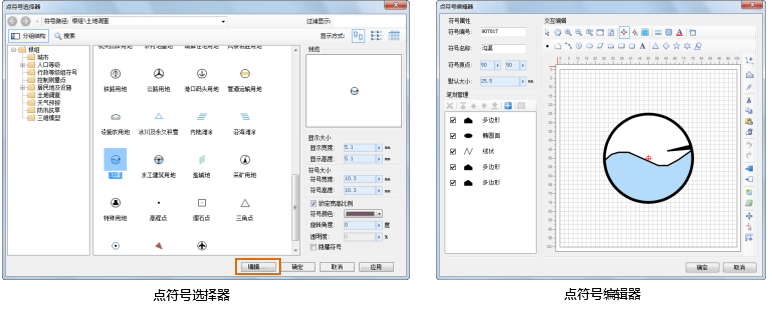 点符号选择器
符号路径: 根组\土地调查
过滤显示:
分组结构
搜索
显示方式:
根组
城市
人口等级
行政等级组符号
控制测量点
居民地及设施
土地调查
天气预报
防汛抗旱
三维模型
铁路用地
公路用地
港口码头用地
管道运输用地
冰川及永久积雪
内陆滩涂
沿海滩涂
水工建筑用地
盐碱地
采矿用地
特殊用地
高程点
埋石点
三角点
预览
显示大小
显示宽度: 5.1 mm
显示高度: 5.1 mm
符号大小
符号宽度: 10.3 mm
符号高度: 10.3 mm
锁定宽高比例
符号颜色:
旋转角度: 0 度
透明度: 0 %
隐藏符号
编辑...
确定
取消
应用
点符号选择器
点符号编辑器
符号属性
符号编号: 907017
符号名称: 沟渠
符号原点: 50 50
默认大小: 25.5 mm
笔划管理
多边形
椭圆面
线状
多边形
多边形
交互编辑
确定
取消
点符号编辑器